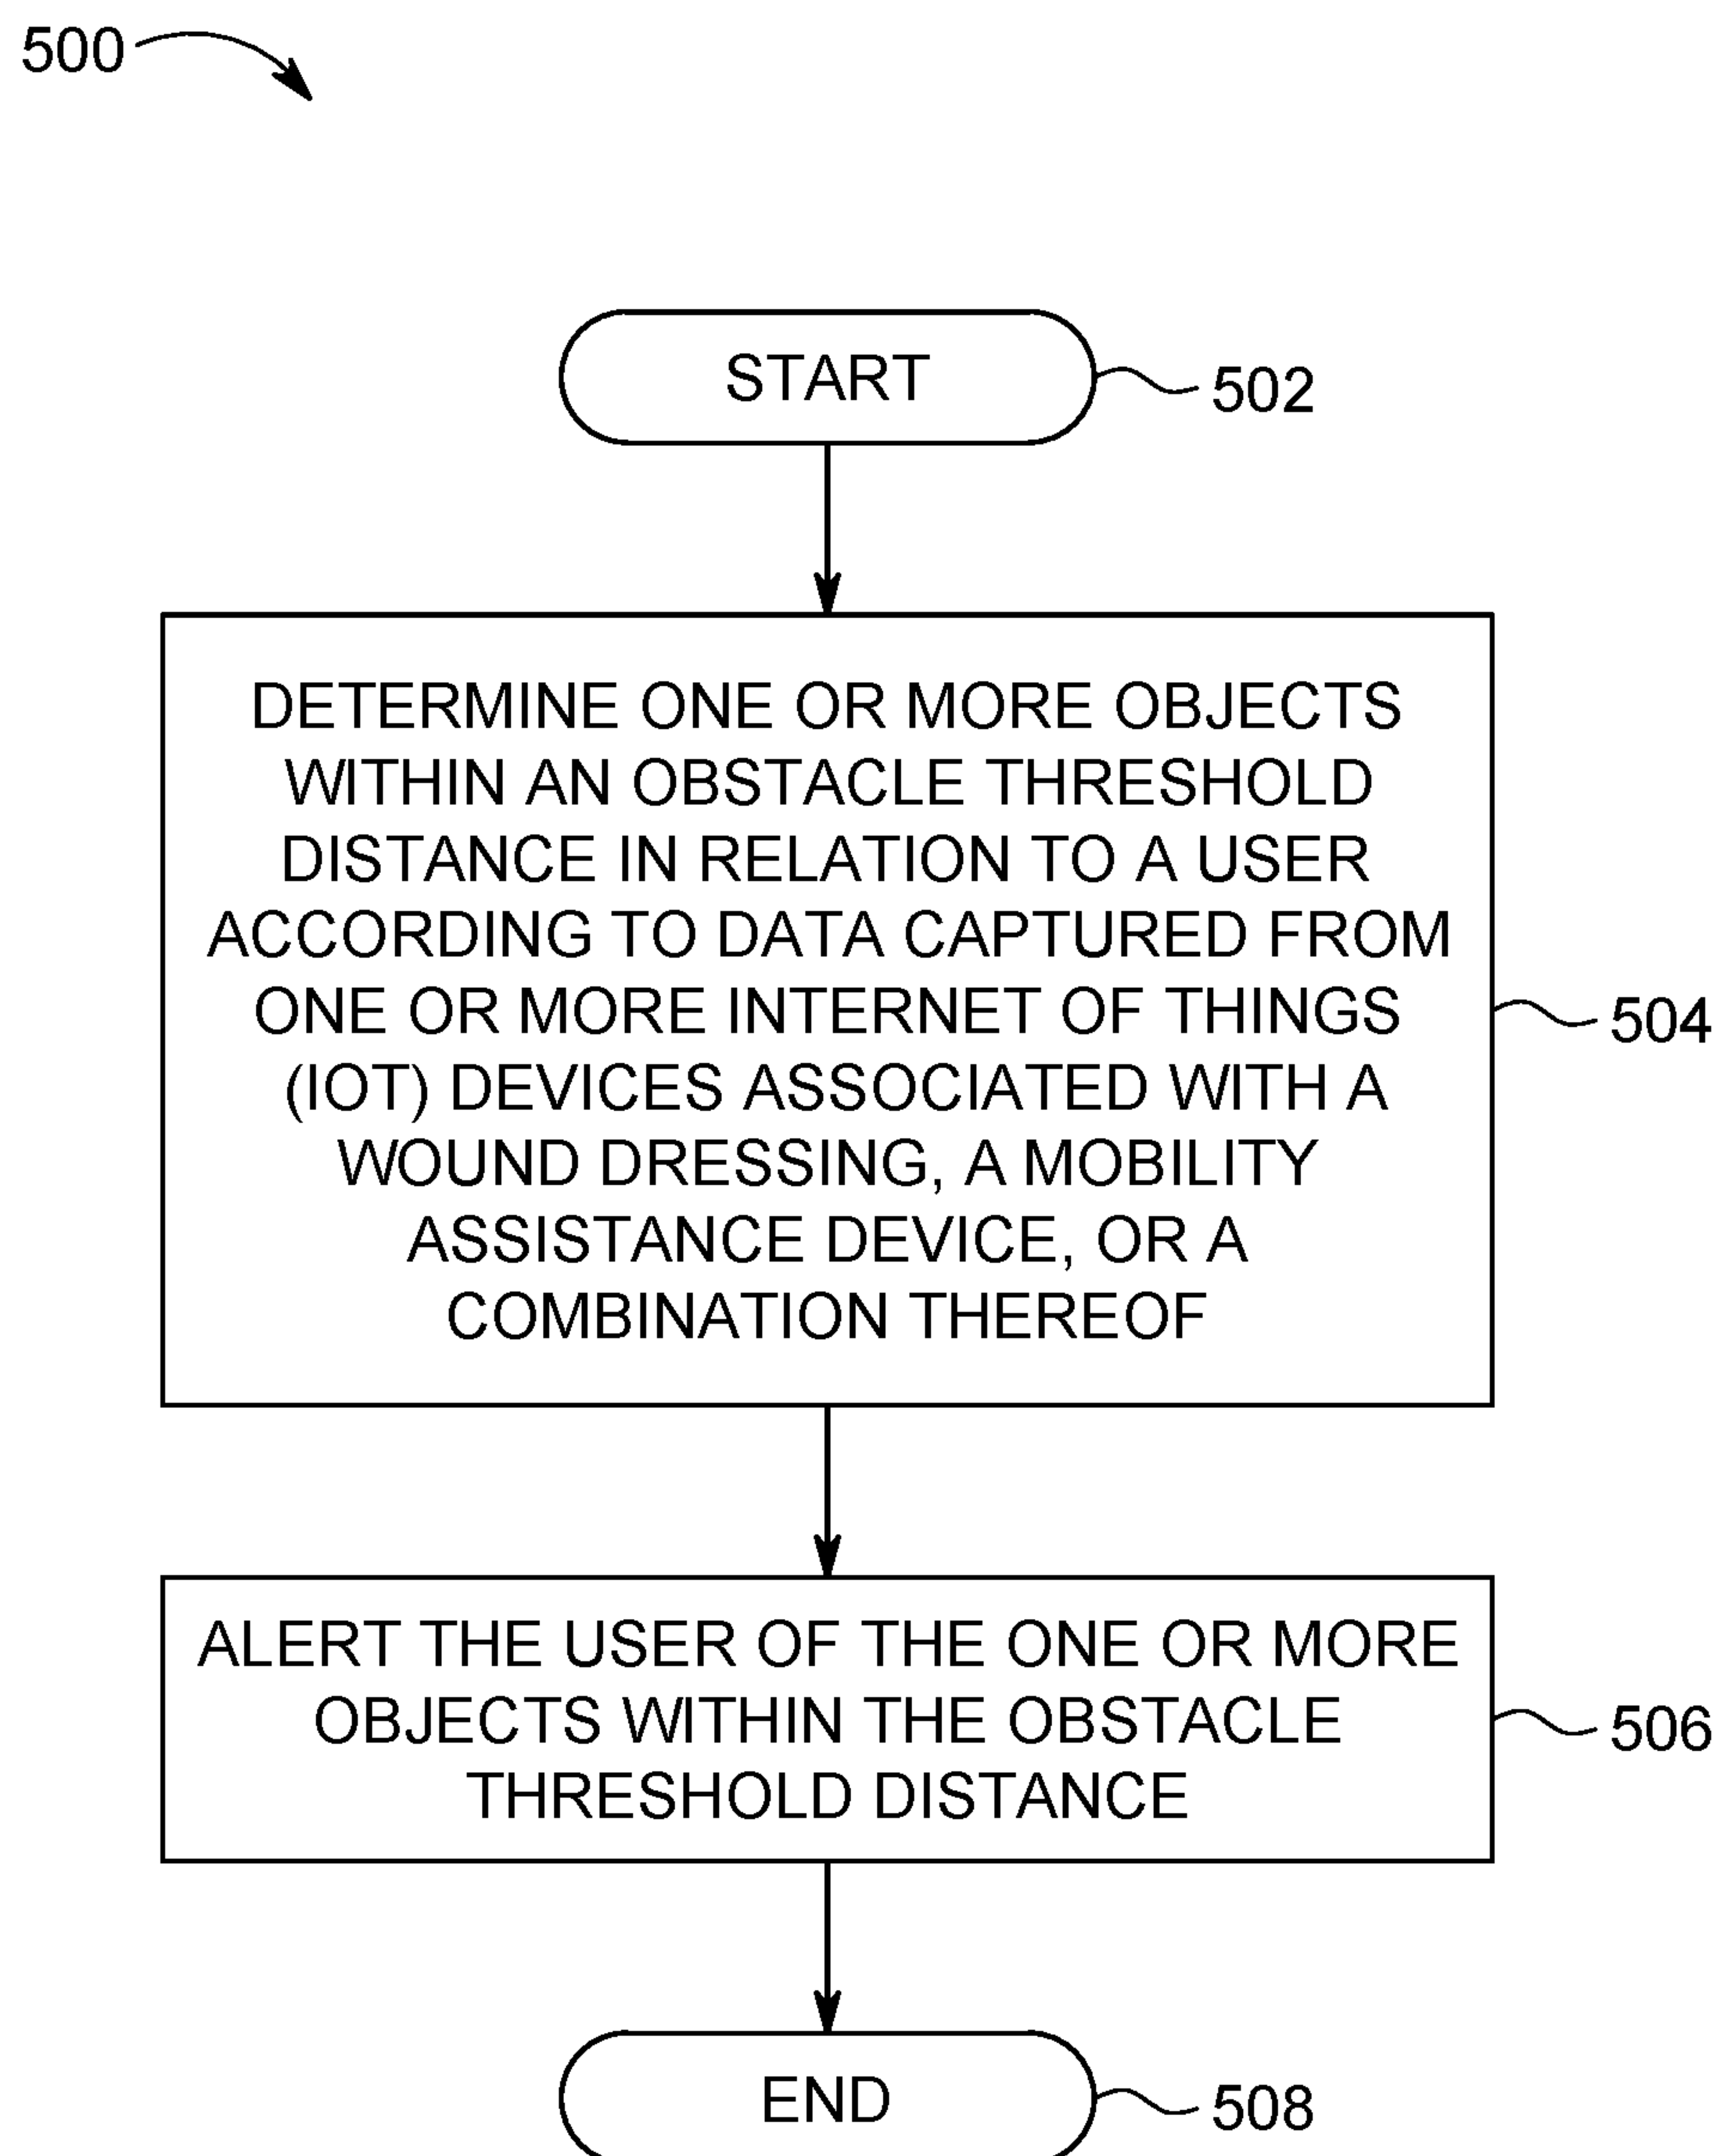 500
START
502
DETERMINE ONE OR MORE OBJECTS
WITHIN AN OBSTACLE THRESHOLD
DISTANCE IN RELATION TO A USER
ACCORDING TO DATA CAPTURED FROM
ONE OR MORE INTERNET OF THINGS
(IOT) DEVICES ASSOCIATED WITH A
WOUND DRESSING, A MOBILITY
ASSISTANCE DEVICE, OR A
COMBINATION THEREOF
504
ALERT THE USER OF THE ONE OR MORE
OBJECTS WITHIN THE OBSTACLE
THRESHOLD DISTANCE
506
END
508